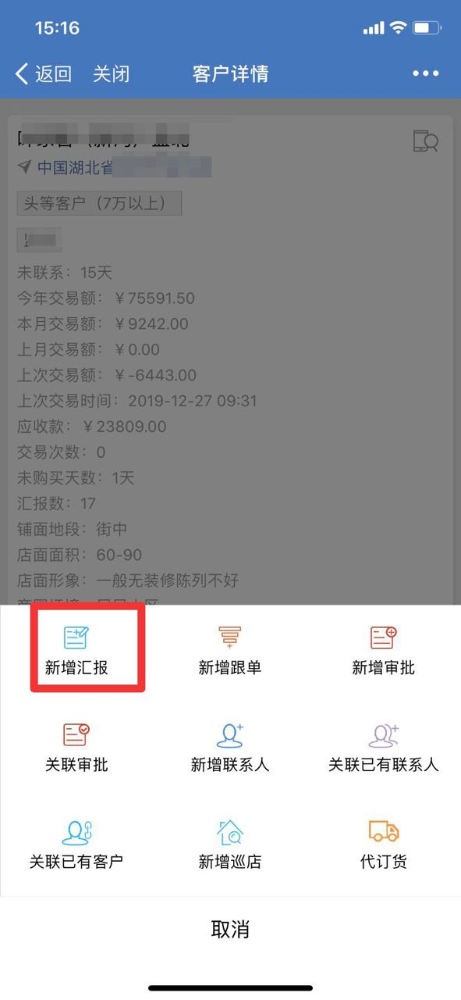 15:16
返回 关闭 客户详情
中国湖北省
头等客户（7万以上）
未联系：15天
今年交易额：￥75591.50
本月交易额：￥9242.00
上月交易额：￥0.00
上次交易额：￥-6443.00
上次交易时间：2019-12-27 09:31
应收款：￥23809.00
交易次数：0
未购买天数：1天
汇报数：17
铺面地段：街中
店面面积：60-90
店面形象：一般无装修陈列不好
新增汇报 新增跟单 新增审批
关联审批 新增联系人 关联已有联系人
关联已有客户 新增巡店 代订货
取消